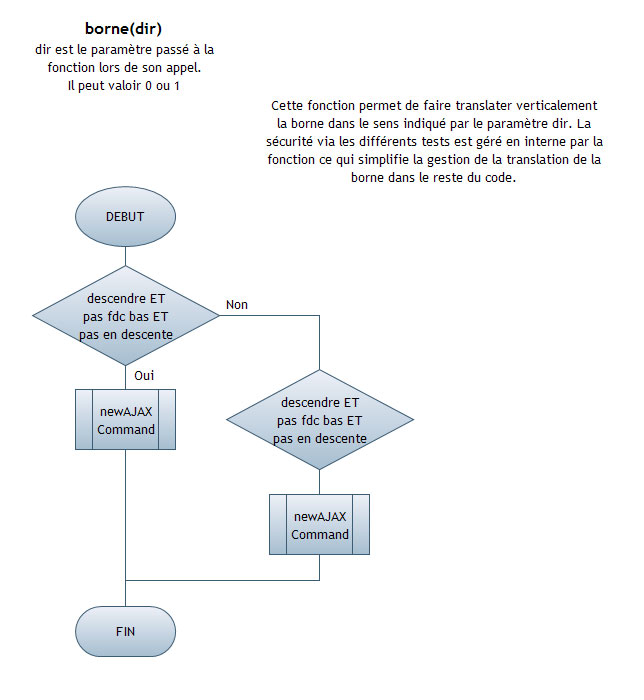 borne(dir)
dir est le paramètre passé à la
fonction lors de son appel.
Il peut valoir 0 ou 1
Cette fonction permet de faire translater verticalement
la borne dans le sens indiqué par le paramètre dir. La
sécurité via les différents tests est géré en interne par la
fonction ce qui simplifie la gestion de la translation de la
borne dans le reste du code.
DEBUT
descendre ET
pas fdc bas ET
pas en descente
Non
Oui
newAJAX
Command
descendre ET
pas fdc bas ET
pas en descente
newAJAX
Command
FIN